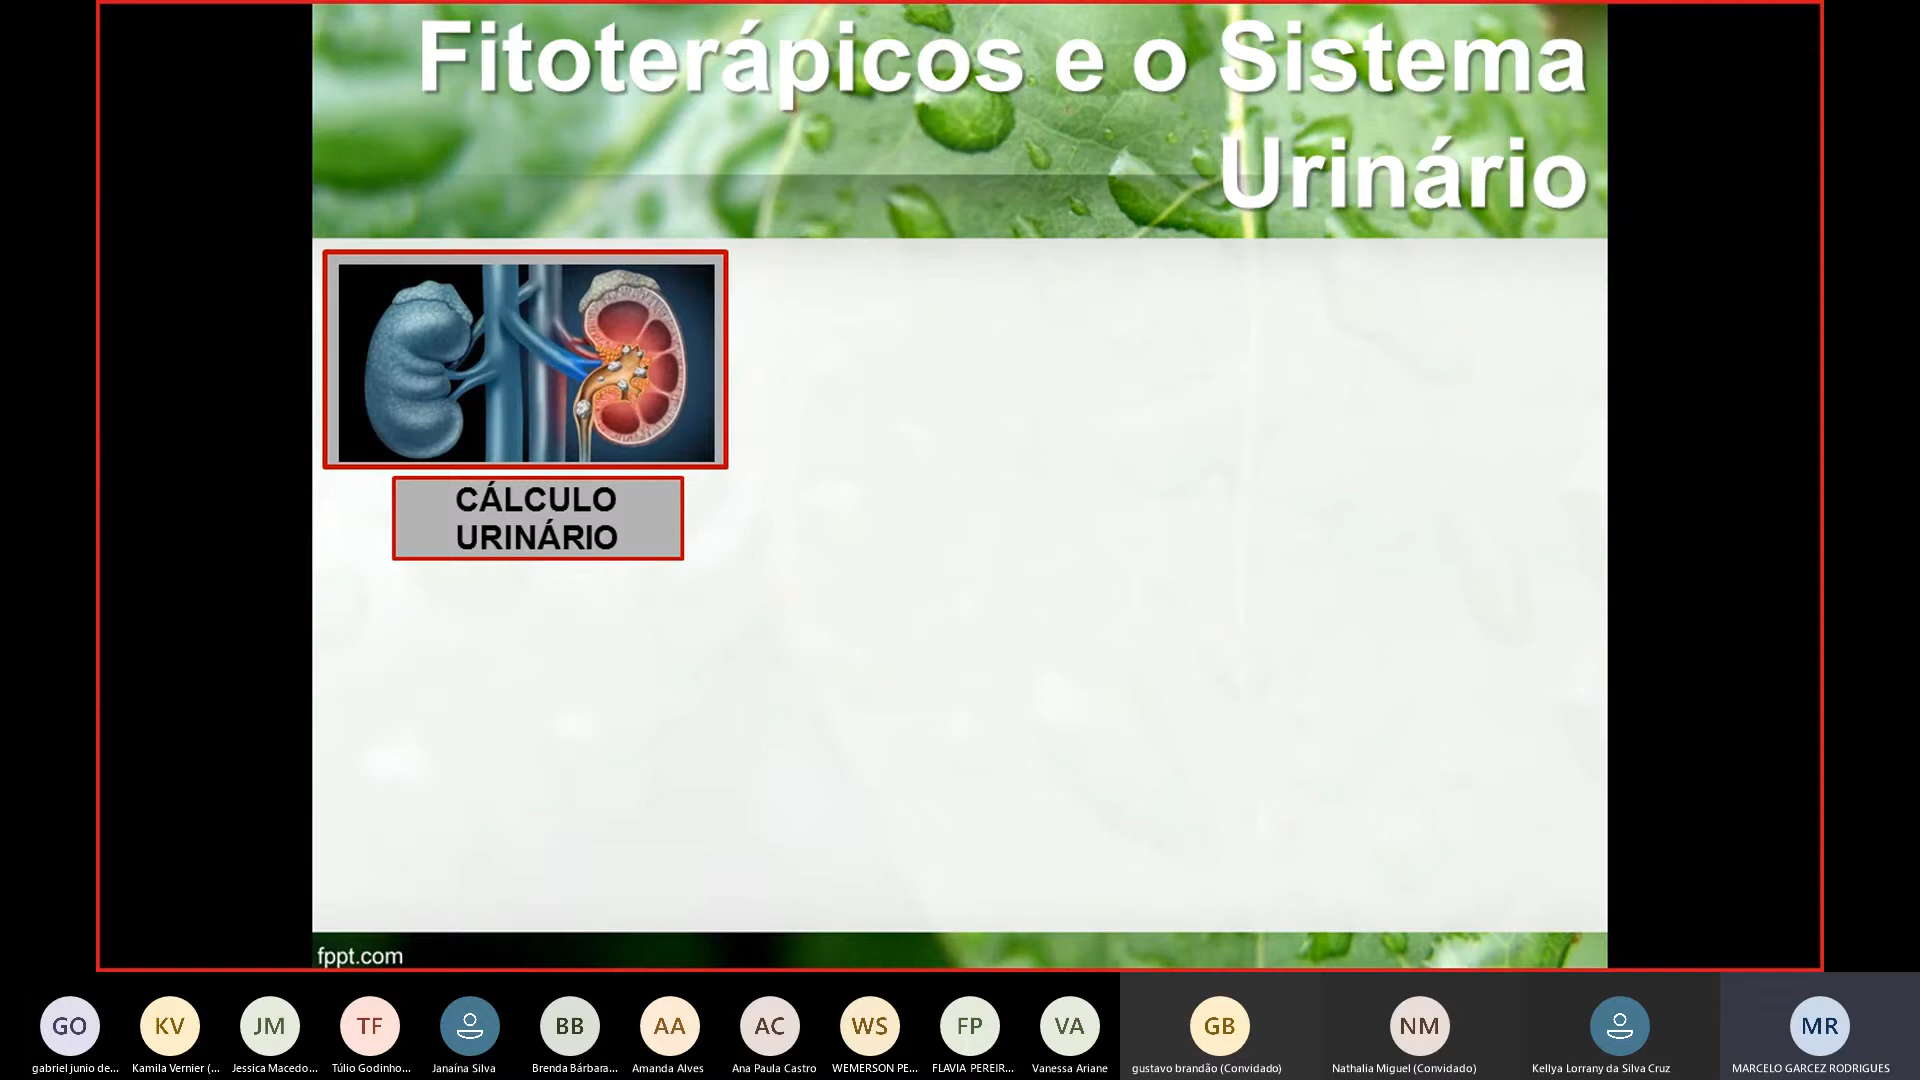 Fitoterápicos e o Sistema
Urinário
CÁLCULO
URINÁRIO
fppt.com
GO
KV
JM
TF
BB
AA
AC
WS
FP
VA
GB
NM
MR
gabriel junio de...
Kamila Vernier (...
Jessica Macedo...
Túlio Godinho...
Janaína Silva
Brenda Bárbara...
Amanda Alves
Ana Paula Castro
WEMERSON PE...
FLAVIA PEREIR...
Vanessa Ariane
gustavo brandão (Convidado)
Nathalia Miguel (Convidado)
Kellya Lorrany da Silva Cruz
MARCELO GARCEZ RODRIGUES